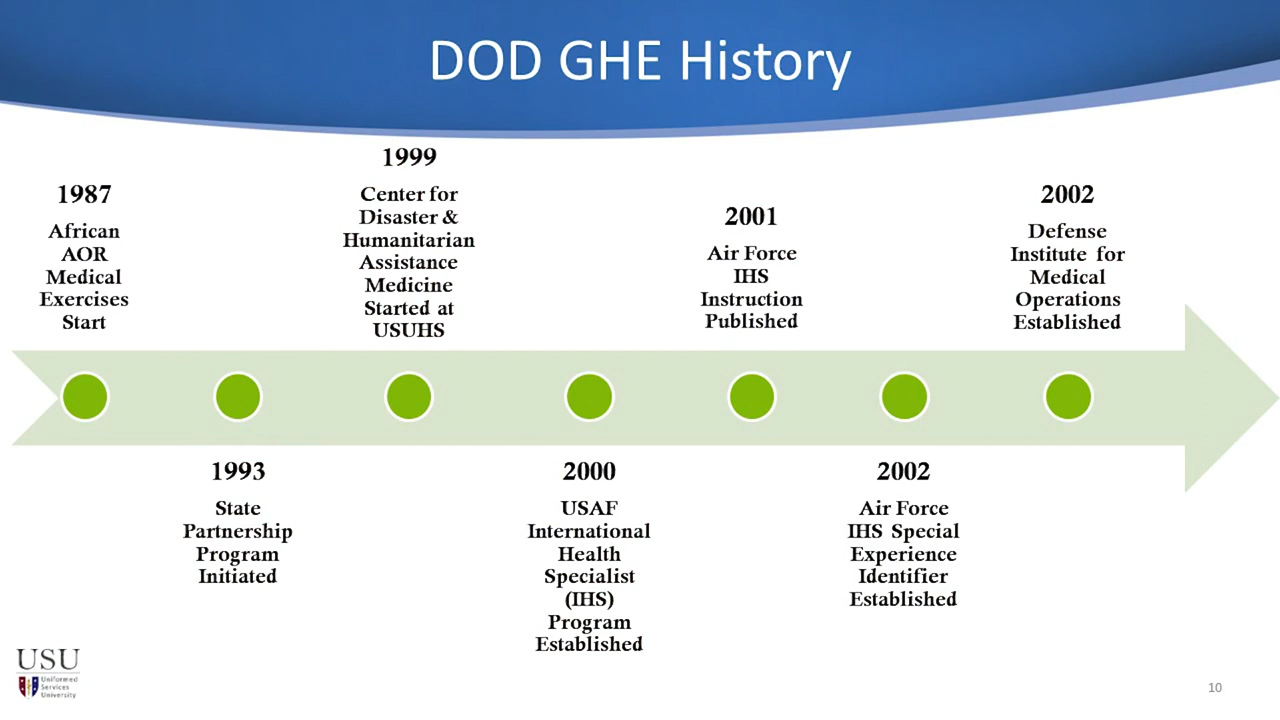 DOD GHE History
1987
African
AOR
Medical
Exercises
Start
1993
State
Partnership
Program
Initiated
1999
Center for
Disaster &
Humanitarian
Assistance
Medicine
Started at
USUHS
2000
USAF
International
Health
Specialist
(IHS)
Program
Established
2001
Air Force
IHS
Instruction
Published
2002
Air Force
IHS Special
Experience
Identifier
Established
2002
Defense
Institute for
Medical
Operations
Established
USU
Uniformed
Services
University
10